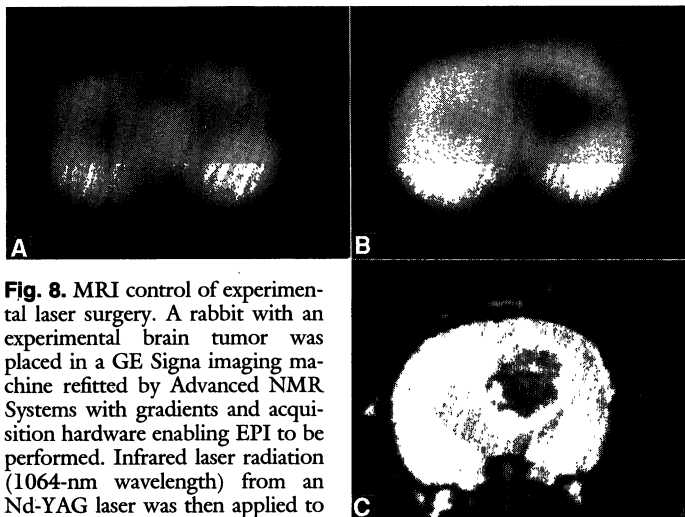 A
B
Fig. 8. MRI control of experimen-
tal laser surgery. A rabbit with an
experimental brain tumor was
placed in a GE Signa imaging ma-
chine refitted by Advanced NMR
Systems with gradients and acqui-
sition hardware enabling EPI to be
performed. Infrared laser radiation
(1064-nm wavelength) from an
Nd-YAG laser was then applied to
C